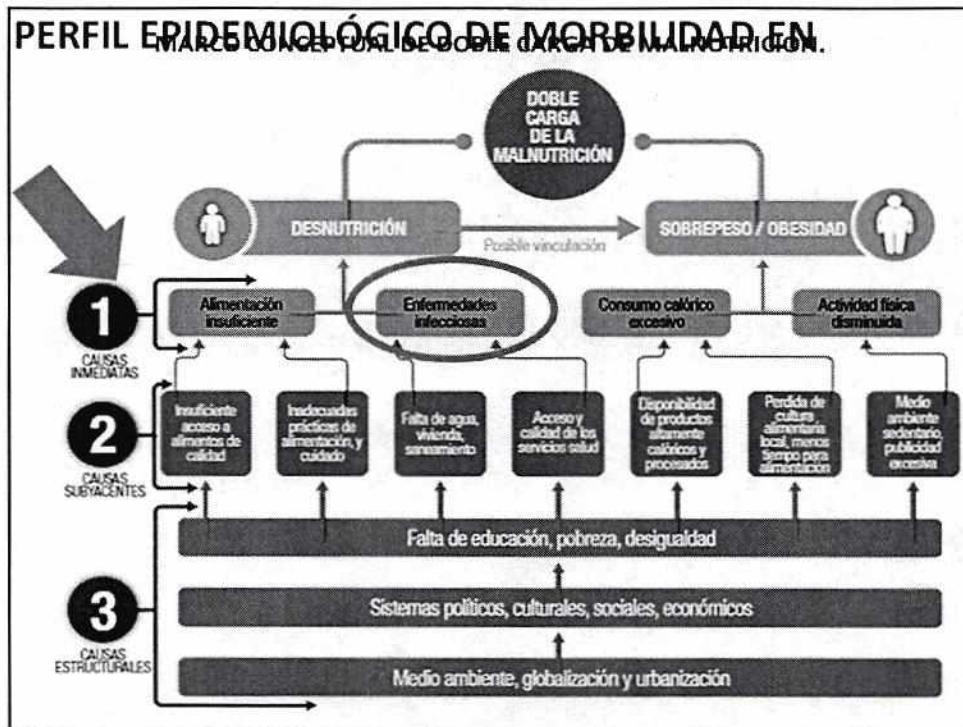 PERFIL EPIDEMIOLÓGICO DE MORBILIDAD EN
MARCO CONCEPTUAL DE DOBLE CARGA DE MALNUTRICIÓN.
DOBLE
CARGA
DE LA
MALNUTRICIÓN
DESNUTRICIÓN
Posible vinculación
SOBREPESO / OBESIDAD
1
CAUSAS
INMEDIATAS
Alimentación
insuficiente
Enfermedades
infecciosas
Consumo calórico
excesivo
Actividad física
disminuida
2
CAUSAS
SUBYACENTES
Insuficiente
acceso a
alimentos de
calidad
Inadecuadas
prácticas de
alimentación, y
cuidado
Falta de agua,
vivienda,
saneamiento
Acceso y
calidad de los
servicios salud
Disponibilidad
de productos
altamente
calóricos y
procesados
Perdida de
cultura
alimentaria
local, menos
tiempo para
alimentación
Medio
ambiente
sedentario,
publicidad
excesiva
3
CAUSAS
ESTRUCTURALES
Falta de educación, pobreza, desigualdad
Sistemas políticos, culturales, sociales, económicos
Medio ambiente, globalización y urbanización